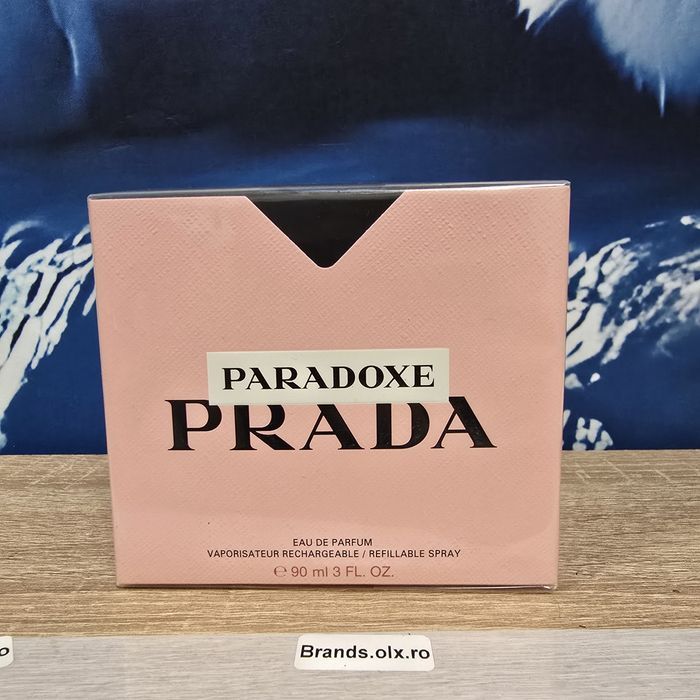 PARADOXE
PRADA
EAU DE PARFUM
VAPORISATEUR RECHARGEABLE / REFILLABLE SPRAY
℮ 90 ml 3 FL. OZ.
o
Brands.olx.ro